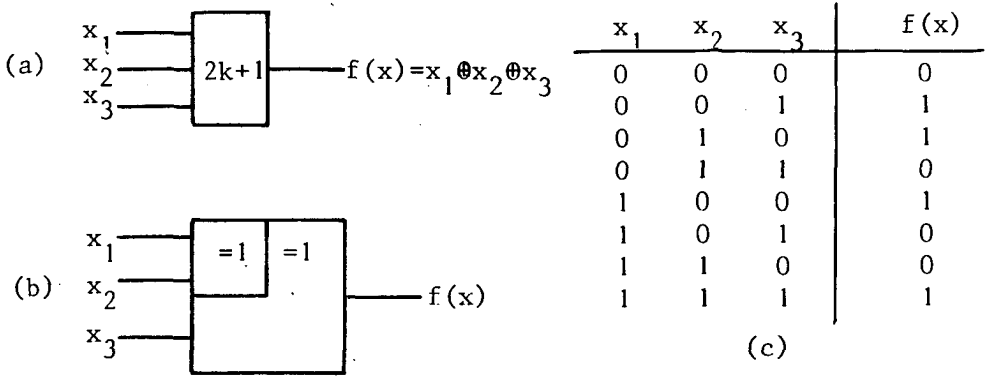 (a)
x₁
x₂
x₃
2k+1
f(x)=x₁⊕x₂⊕x₃
(b)
x₁
x₂
x₃
=1
=1
f(x)
x₁ x₂ x₃ f(x)
0 0 0 0
0 0 1 1
0 1 0 1
0 1 1 0
1 0 0 1
1 0 1 0
1 1 0 0
1 1 1 1
(c)